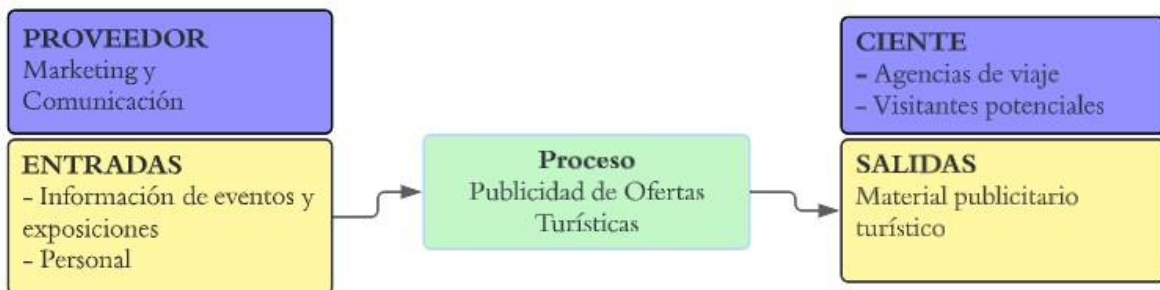 PROVEEDOR
Marketing y
Comunicación
ENTRADAS
- Información de eventos y
exposiciones
- Personal
Proceso
Publicidad de Ofertas
Turísticas
CIENTE
- Agencias de viaje
- Visitantes potenciales
SALIDAS
Material publicitario
turístico